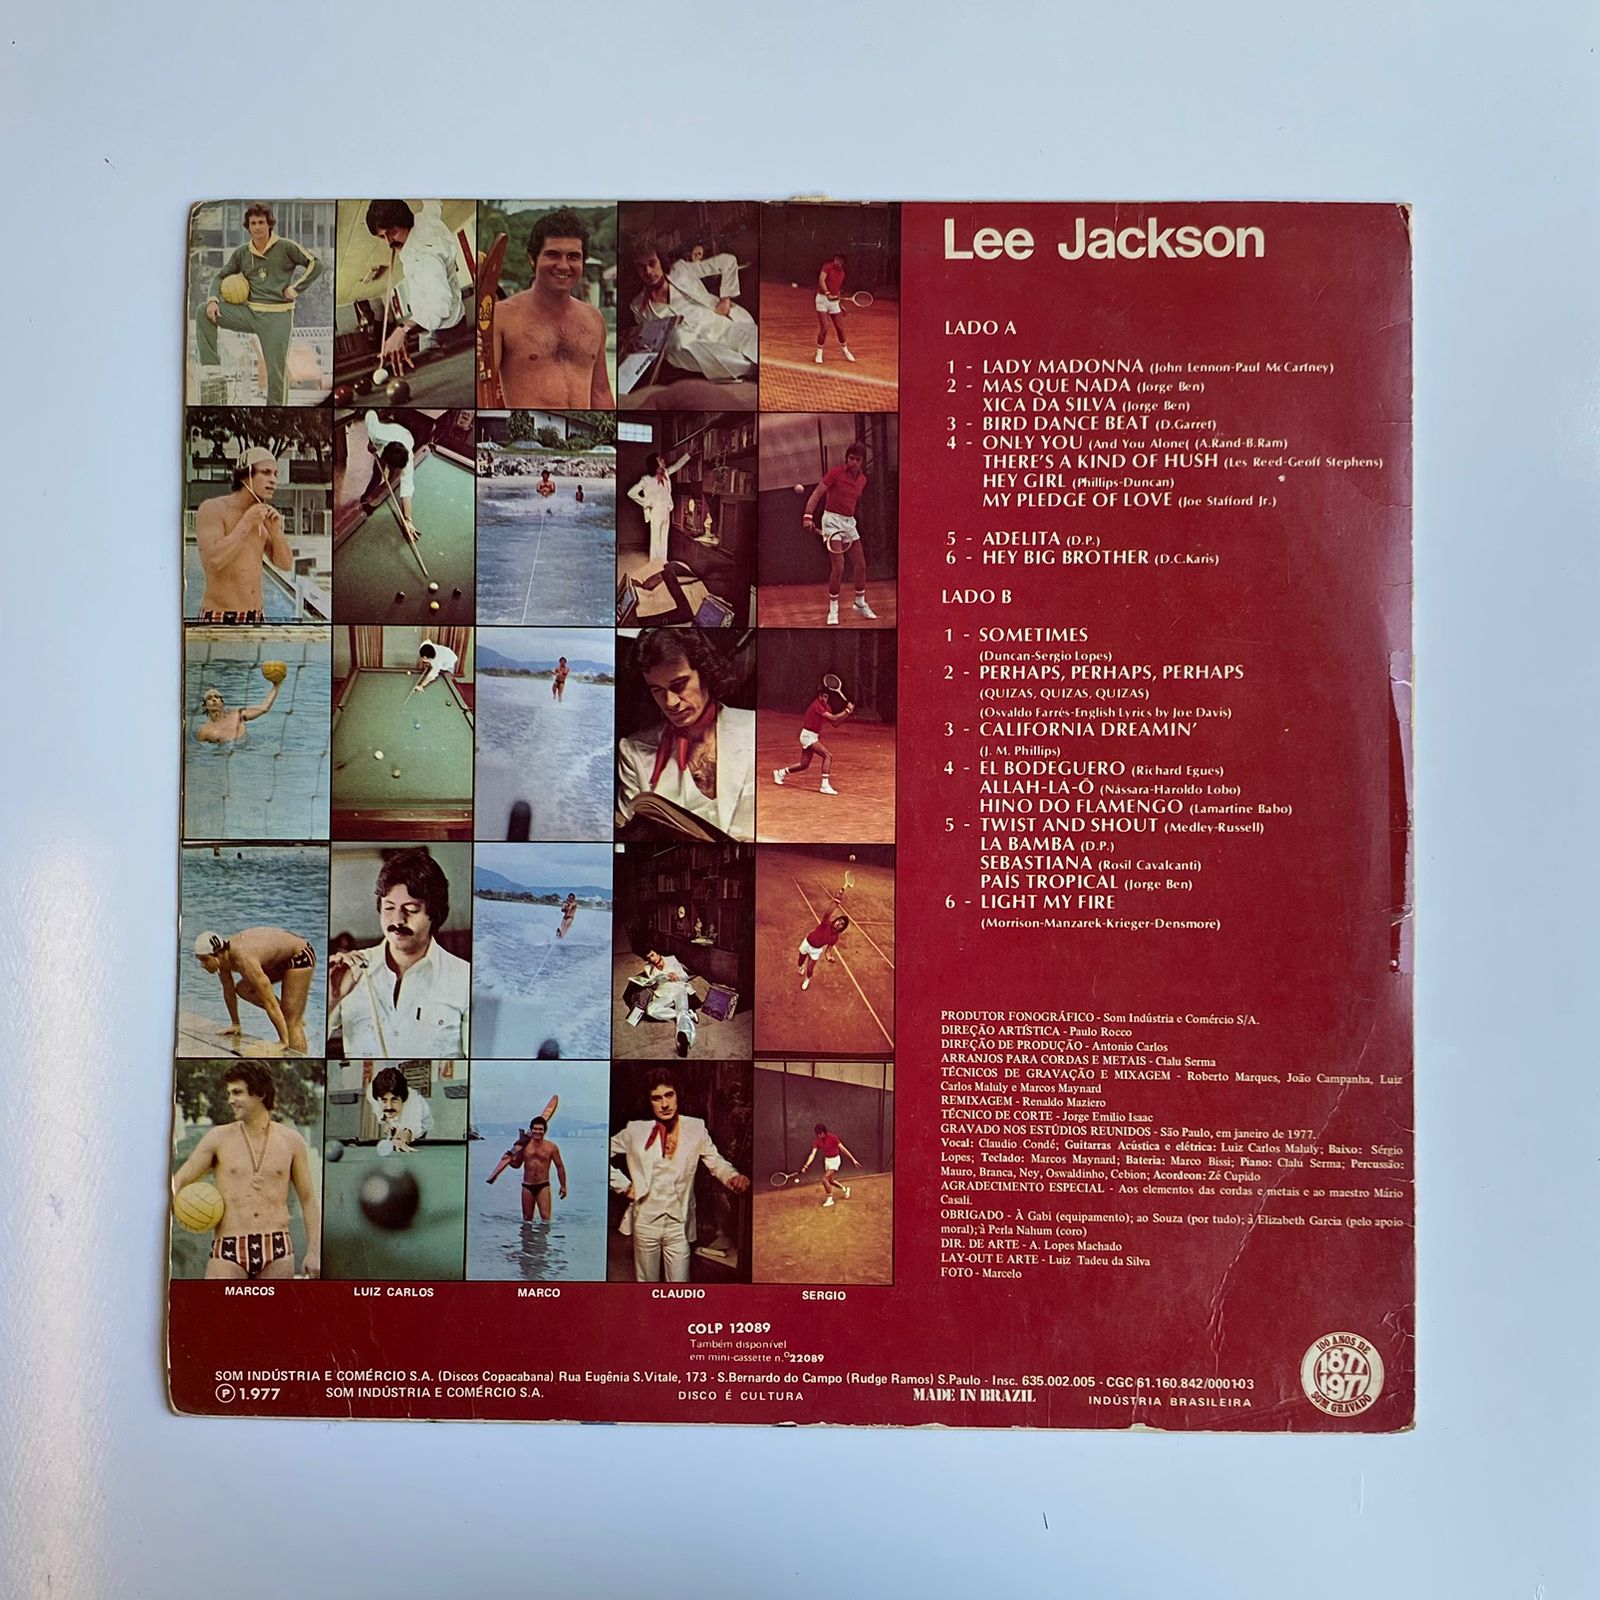 Lee Jackson
LADO A
1 - LADY MADONNA (John Lennon-Paul McCartney)
2 - MAS QUE NADA (Jorge Ben)
XICA DA SILVA (Jorge Ben)
3 - BIRD DANCE BEAT (D.Garret)
4 - ONLY YOU (And You Alone( (A.Rand-B.Ram)
THERE'S A KIND OF HUSH (Les Reed-Geoff Stephens)
HEY GIRL (Phillips-Duncan)
MY PLEDGE OF LOVE (Joe Stafford Jr.)
5 - ADELITA (D.P.)
6 - HEY BIG BROTHER (D.C.Karis)
LADO B
1 - SOMETIMES
(Duncan-Sergio Lopes)
2 - PERHAPS, PERHAPS, PERHAPS
(QUIZAS, QUIZAS, QUIZAS)
(Osvaldo Farrés-English Lyrics by Joe Davis)
3 - CALIFORNIA DREAMIN'
(J. M. Phillips)
4 - EL BODEGUERO (Richard Egues)
ALLAH-LÁ-Ô (Nássara-Haroldo Lobo)
HINO DO FLAMENGO (Lamartine Babo)
5 - TWIST AND SHOUT (Medley-Russell)
LA BAMBA (D.P.)
SEBASTIANA (Rosil Cavalcanti)
PAÍS TROPICAL (Jorge Ben)
6 - LIGHT MY FIRE
(Morrison-Manzarek-Krieger-Densmore)
PRODUTOR FONOGRÁFICO - Som Indústria e Comércio S/A.
DIREÇÃO ARTÍSTICA - Paulo Rocco
DIREÇÃO DE PRODUÇÃO - Antonio Carlos
ARRANJOS PARA CORDAS E METAIS - Clalu Serma
TÉCNICOS DE GRAVAÇÃO E MIXAGEM - Roberto Marques, João Campanha, Luiz
Carlos Maluly e Marcos Maynard
REMIXAGEM - Renaldo Maziero
TÉCNICO DE CORTE - Jorge Emilio Isaac
GRAVADO NOS ESTÚDIOS REUNIDOS - São Paulo, em janeiro de 1977.
Vocal: Claudio Condé; Guitarras Acústica e elétrica: Luiz Carlos Maluly; Baixo: Sérgio
Lopes; Teclado: Marcos Maynard; Bateria: Marco Bissi; Piano: Clalu Serma; Percussão:
Mauro, Branca, Ney, Oswaldinho, Cebion; Acordeon: Zé Cupido
AGRADECIMENTO ESPECIAL - Aos elementos das cordas e metais e ao maestro Mário
Casali.
OBRIGADO - À Gabi (equipamento); ao Souza (por tudo); à Elizabeth Garcia (pelo apoio
moral); à Perla Nahum (coro)
DIR. DE ARTE - A. Lopes Machado
LAY-OUT E ARTE - Luiz Tadeu da Silva
FOTO - Marcelo
MARCOS LUIZ CARLOS MARCO CLAUDIO SERGIO
COLP 12089
Também disponível
em mini-cassette n.º 22089
SOM INDÚSTRIA E COMÉRCIO S.A. (Discos Copacabana) Rua Eugênia S.Vitale, 173 - S.Bernardo do Campo (Rudge Ramos) S.Paulo - Insc. 635.002.005 - CGC 61.160.842/0001-03
Ⓟ 1.977 SOM INDÚSTRIA E COMÉRCIO S.A. DISCO É CULTURA MADE IN BRAZIL INDÚSTRIA BRASILEIRA
100 ANOS DE
1877
1977
SOM GRAVADO